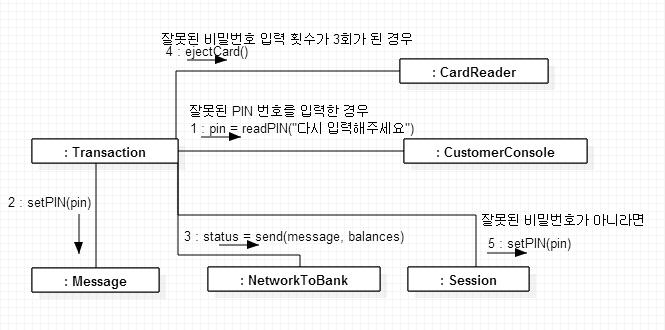 잘못된 비밀번호 입력 횟수가 3회가 된 경우
4 : ejectCard()
: CardReader
잘못된 PIN 번호를 입력한 경우
1 : pin = readPIN("다시 입력해주세요")
: Transaction
: CustomerConsole
2 : setPIN(pin)
잘못된 비밀번호가 아니라면
3 : status = send(message, balances)
5 : setPIN(pin)
: Message
: NetworkToBank
: Session